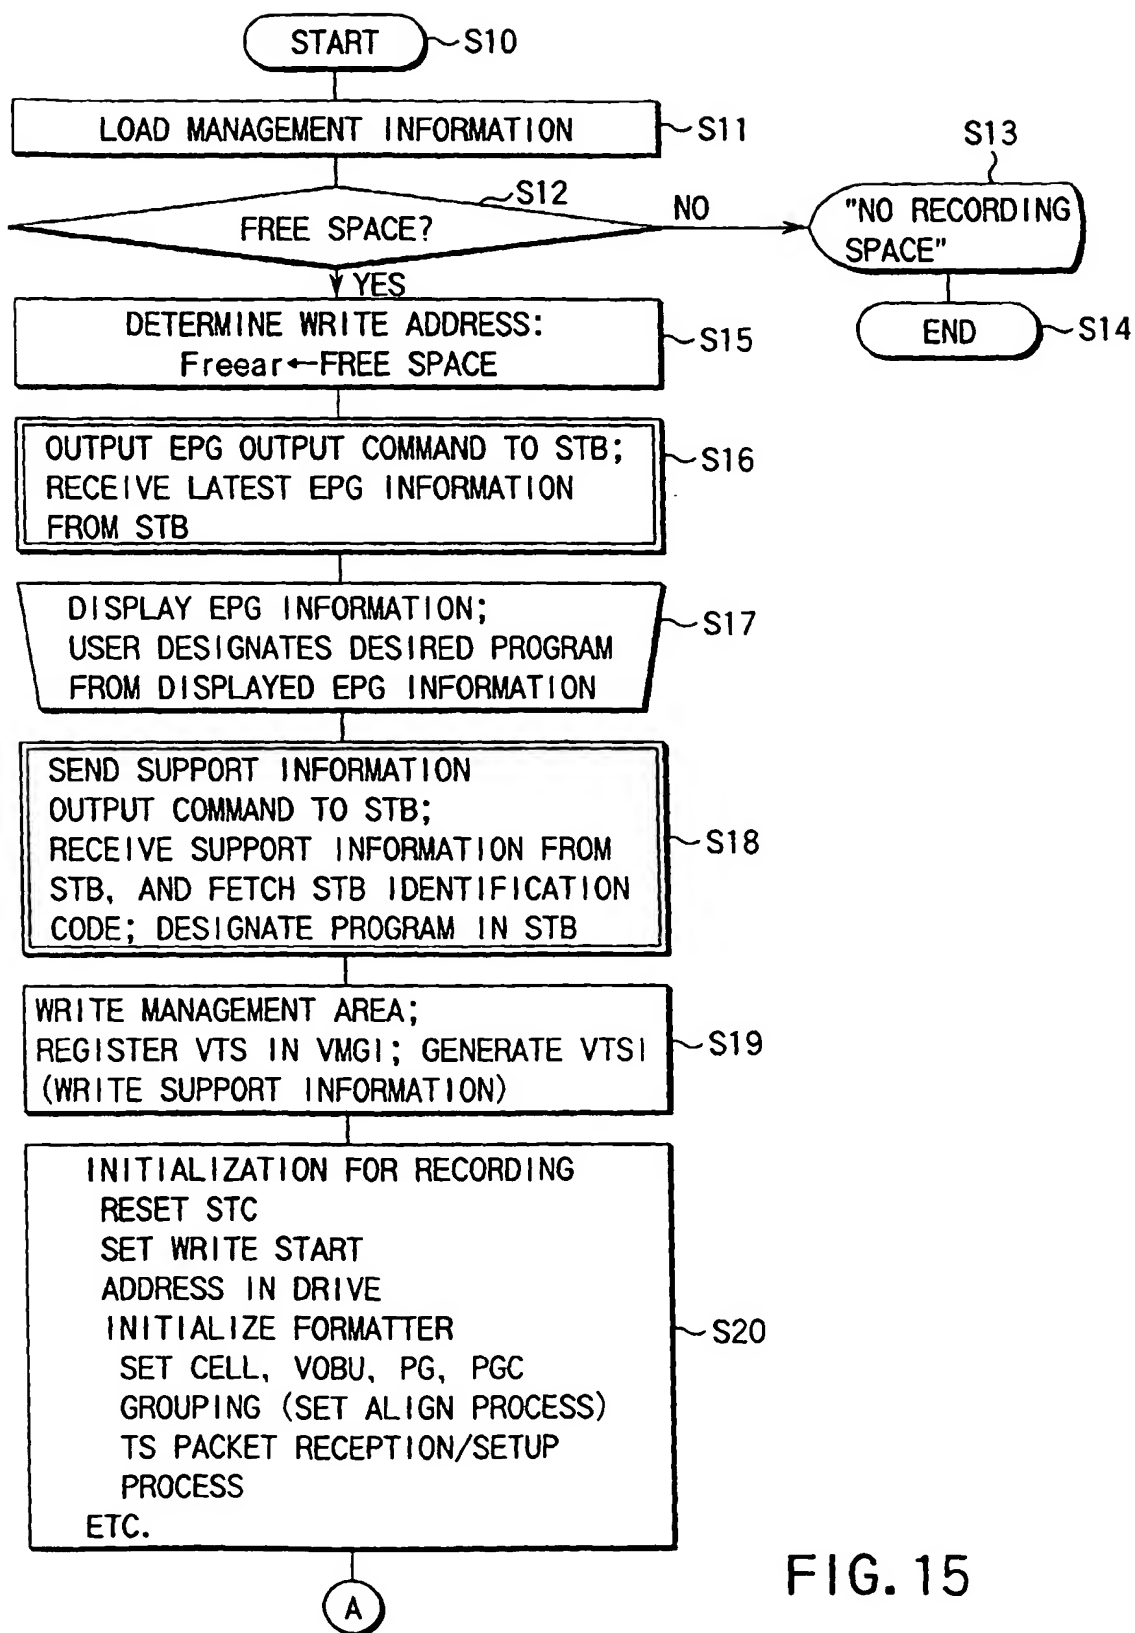 START
S10
LOAD MANAGEMENT INFORMATION
S11
S12
FREE SPACE?
NO
S13
"NO RECORDING
SPACE"
END
S14
YES
DETERMINE WRITE ADDRESS:
Freear←FREE SPACE
S15
OUTPUT EPG OUTPUT COMMAND TO STB;
RECEIVE LATEST EPG INFORMATION
FROM STB
S16
DISPLAY EPG INFORMATION;
USER DESIGNATES DESIRED PROGRAM
FROM DISPLAYED EPG INFORMATION
S17
SEND SUPPORT INFORMATION
OUTPUT COMMAND TO STB;
RECEIVE SUPPORT INFORMATION FROM
STB, AND FETCH STB IDENTIFICATION
CODE; DESIGNATE PROGRAM IN STB
S18
WRITE MANAGEMENT AREA;
REGISTER VTS IN VMGI; GENERATE VTSI
(WRITE SUPPORT INFORMATION)
S19
INITIALIZATION FOR RECORDING
RESET STC
SET WRITE START
ADDRESS IN DRIVE
INITIALIZE FORMATTER
SET CELL, VOBU, PG, PGC
GROUPING (SET ALIGN PROCESS)
TS PACKET RECEPTION/SETUP
PROCESS
ETC.
S20
A
FIG. 15